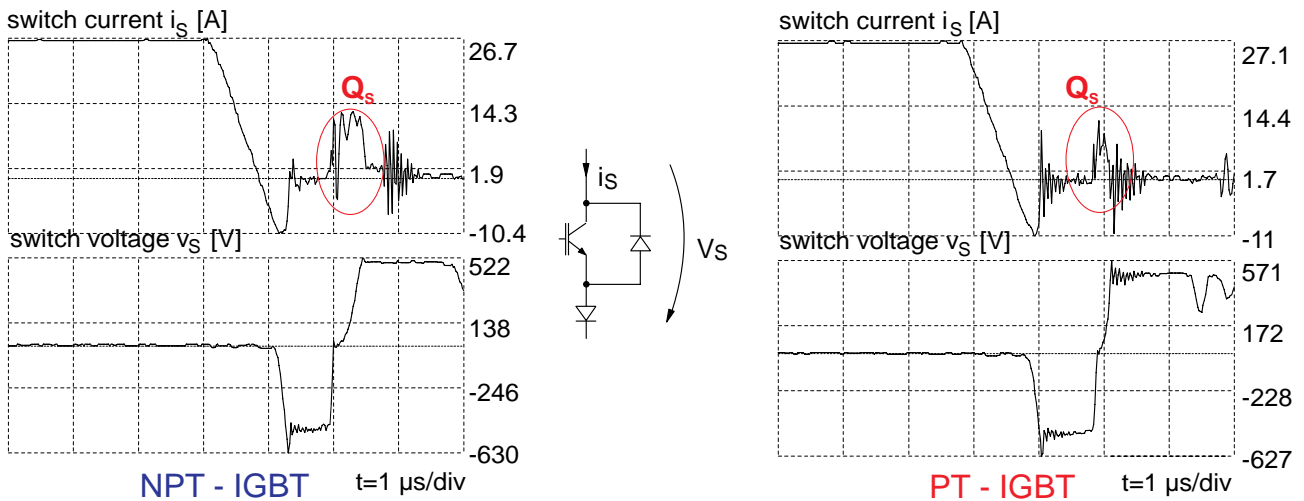 switch current iS [A]
26.7
Qs
14.3
1.9
-10.4
switch voltage vS [V]
522
138
-246
-630
NPT - IGBT
t=1 µs/div
iS
VS
switch current iS [A]
27.1
Qs
14.4
1.7
-11
switch voltage vS [V]
571
172
-228
-627
PT - IGBT
t=1 µs/div